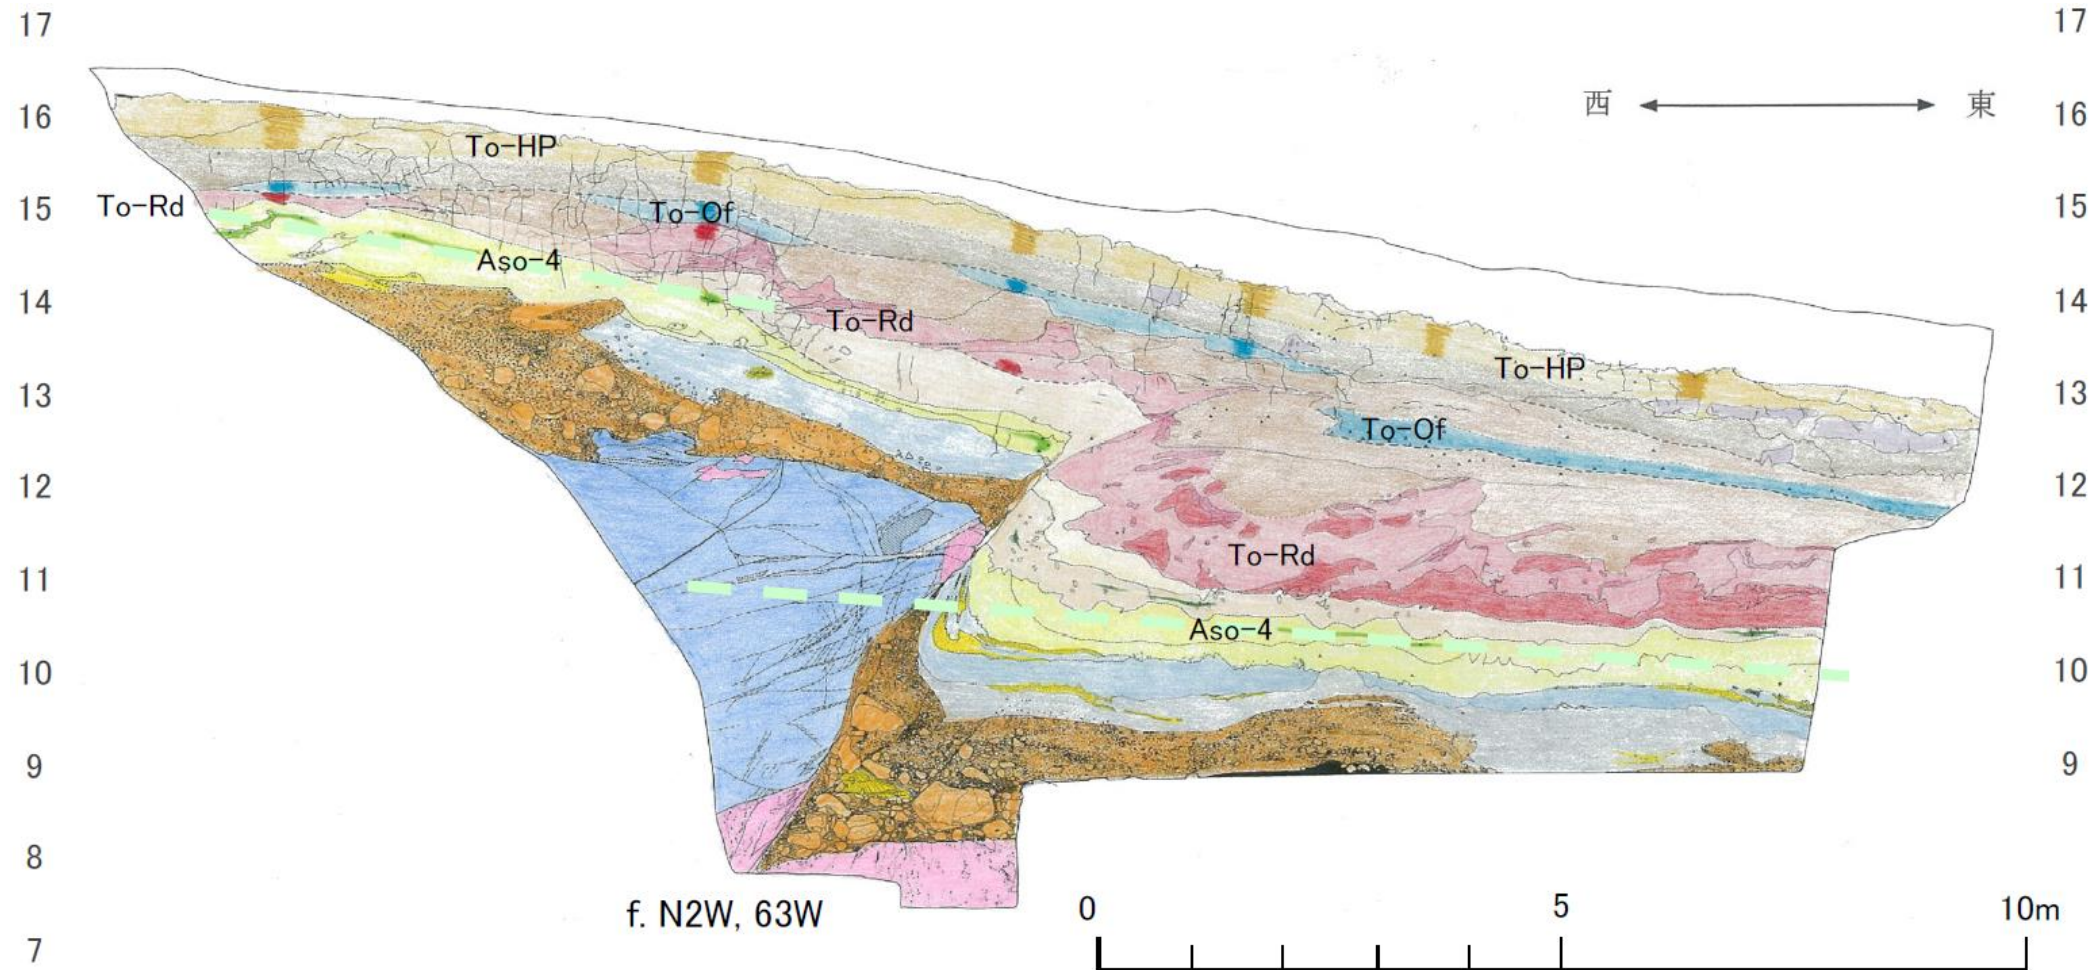 17 17
16 西 東 16
To-HP
To-Rd 15 To-Of 15
Aso-4
14 To-Rd 14
To-HP
13 13
To-Of
12 12
To-Rd
11 11
Aso-4
10 10
9 9
8
f. N2W, 63W 0 5 10m
7